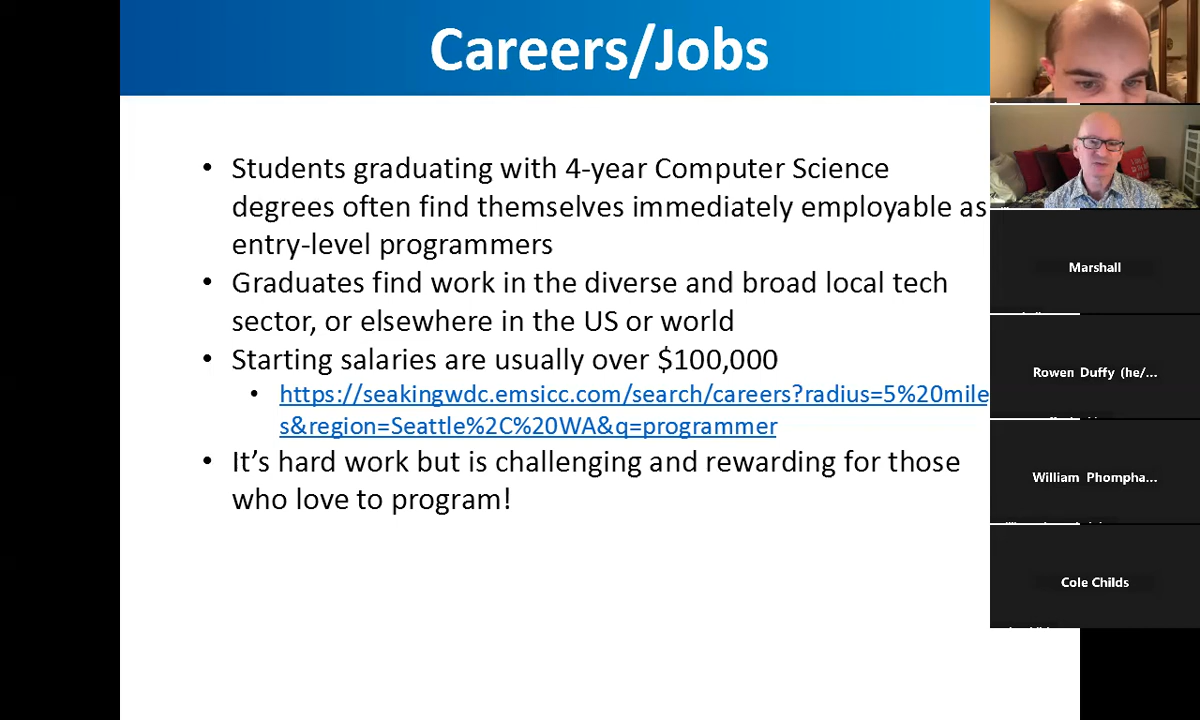 Careers/Jobs
• Students graduating with 4-year Computer Science
degrees often find themselves immediately employable as
entry-level programmers
• Graduates find work in the diverse and broad local tech
sector, or elsewhere in the US or world
• Starting salaries are usually over $100,000
• https://seakingwdc.emsicc.com/search/careers?radius=5%20mile
s&region=Seattle%2C%20WA&q=programmer
• It’s hard work but is challenging and rewarding for those
who love to program!
Marshall
Rowen Duffy (he/...
William Phompha...
Cole Childs